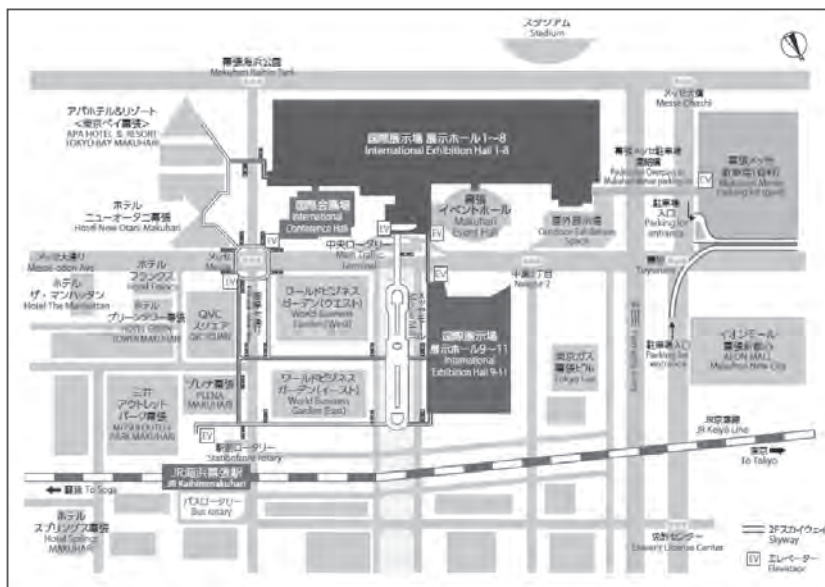 スタジアム
Stadium
幕張海浜公園
Makuhari Kaihin Park
メッセ大橋
Messe Ohashi
アパホテル&リゾート
<東京ベイ幕張>
APA HOTEL & RESORT
TOKYO BAY MAKUHARI
国際展示場 展示ホール1~8
International Exhibition Hall 1-8
幕張メッセ駐車場
Makuhari Messe parking lot
EV
駐車場
入口
Parking lot
entrance
ホテル
ニューオータニ幕張
Hotel New Otani Makuhari
国際会議場
International
Conference Hall
EV
EV
幕張
イベントホール
Makuhari
Event Hall
EV
屋外展示場
Outdoor Exhibition
Space
メッセ大通り
Messe-odori Ave.
中央ロータリー
Main Traffic
Terminal
EV
EV
ホテル
フランクス
Hotel Francs
ホテル
ザ・マンハッタン
Hotel The Manhattan
ホテル
グリーンタワー幕張
HOTEL GREEN
TOWER MAKUHARI
QVC
スクエア
QVC SQUARE
ワールドビジネス
ガーデン(ウエスト)
World Business
Garden (West)
中瀬2丁目
Nakase 2
国際展示場
展示ホール9~11
International
Exhibition Hall 9-11
東京ガス
幕張ビル
Tokyo Gas
駐車場入口
Parking lot
entrance
イオンモール
幕張新都心
AEON MALL
Makuhari New City
三井
アウトレット
パーク幕張
MITSUI OUTLET
PARK MAKUHARI
プレナ幕張
PLENA
MAKUHARI
ワールドビジネス
ガーデン(イースト)
World Business
Garden (East)
EV
駅前ロータリー
Station-front rotary
JR京葉線
JR Keiyo Line
東京
To Tokyo
JR海浜幕張駅
JR Kaihimmakuhari
蘇我 To Soga
バスロータリー
Bus rotary
ホテル
スプリングス幕張
Hotel Springs
MAKUHARI
免許センター
Driver's License Center
2Fスカイウェイ
Skyway
EV エレベーター
Elevator